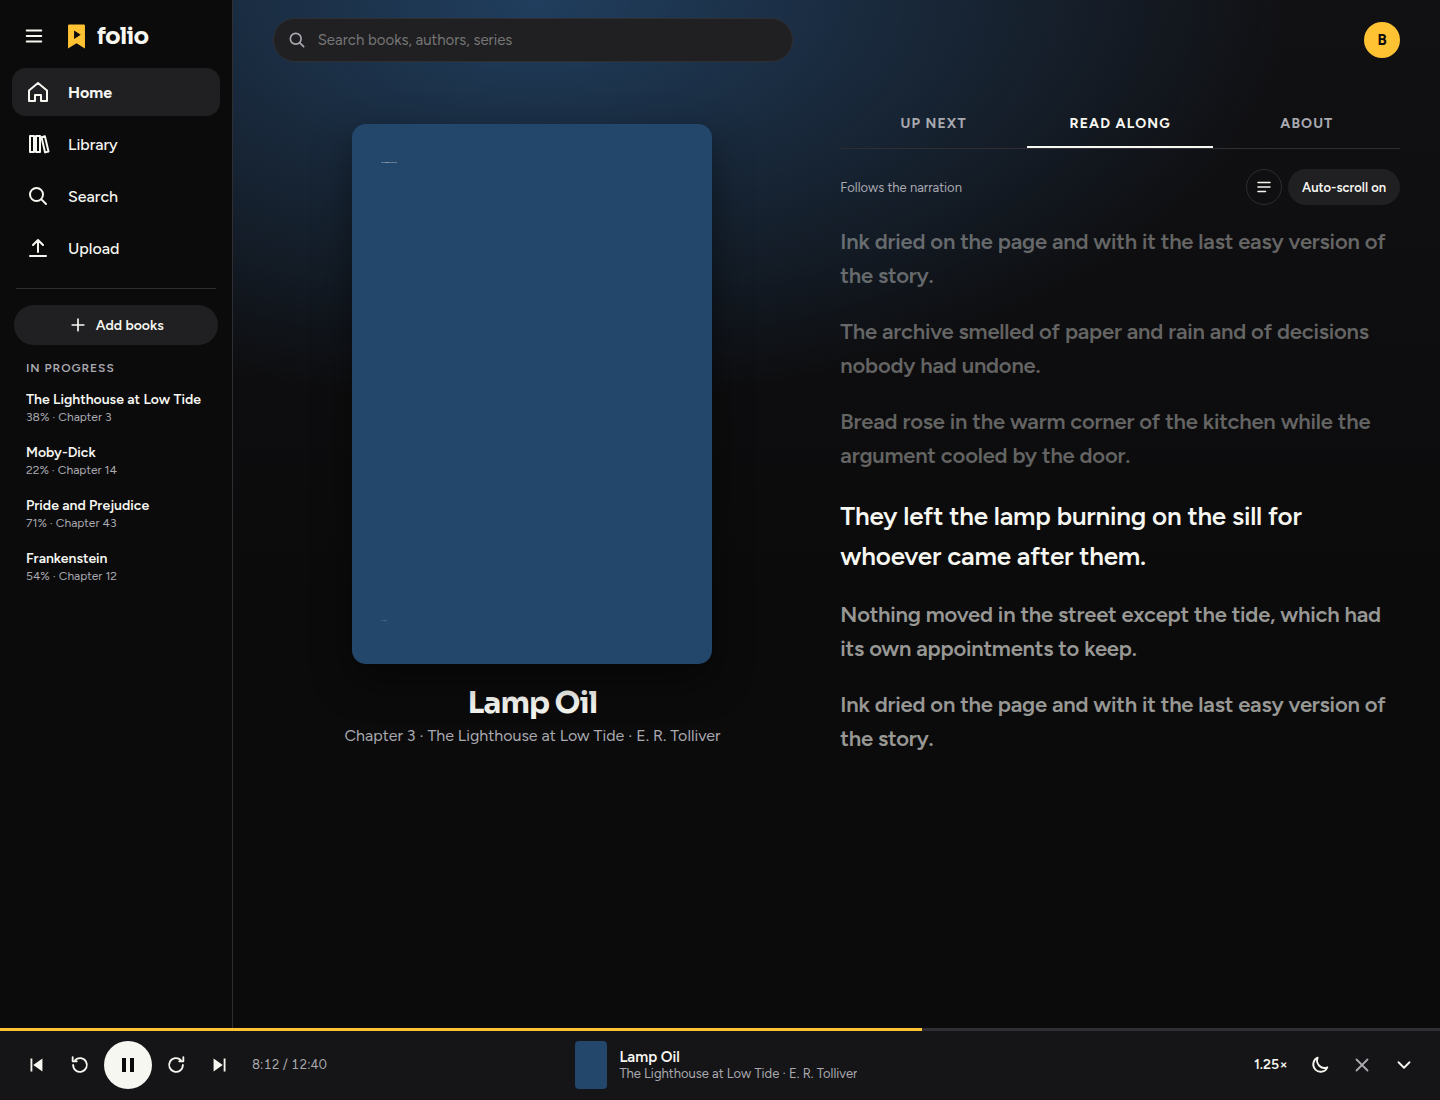 folio
Search books, authors, series
B
Home
Library
Search
Upload
Add books
IN PROGRESS
The Lighthouse at Low Tide
38% · Chapter 3
Moby-Dick
22% · Chapter 14
Pride and Prejudice
71% · Chapter 43
Frankenstein
54% · Chapter 12
Lamp Oil
Chapter 3 · The Lighthouse at Low Tide · E. R. Tolliver
UP NEXT
READ ALONG
ABOUT
Follows the narration
Auto-scroll on
Ink dried on the page and with it the last easy version of
the story.
The archive smelled of paper and rain and of decisions
nobody had undone.
Bread rose in the warm corner of the kitchen while the
argument cooled by the door.
They left the lamp burning on the sill for
whoever came after them.
Nothing moved in the street except the tide, which had
its own appointments to keep.
Ink dried on the page and with it the last easy version of
the story.
8:12 / 12:40
Lamp Oil
The Lighthouse at Low Tide · E. R. Tolliver
1.25×